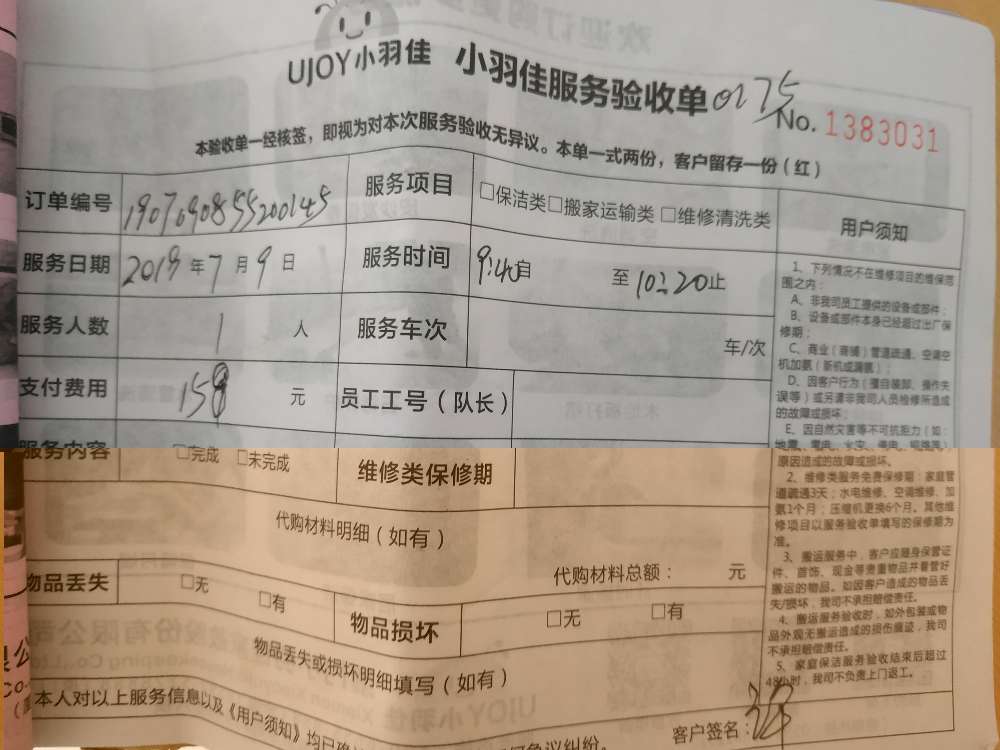 UJOY小羽佳 小羽佳服务验收单 0175
No. 1383031
本验收单一经核签，即视为对本次服务验收无异议。本单一式两份，客户留存一份（红）
订单编号 1907090855200145 服务项目 □保洁类□搬家运输类 □维修清洗类
服务日期 2019年7月9日 服务时间 9:40自 至10:20止
服务人数 1 人 服务车次 车/次
支付费用 158 元 员工工号（队长）
服务内容 □完成 □未完成 维修类保修期
代购材料明细（如有）
代购材料总额： 元
物品丢失 □无 □有 物品损坏 □无 □有
物品丢失或损坏明细填写（如有）
本人对以上服务信息以及《用户须知》均已确
何争议纠纷。
客户签名：
用户须知
1、下列情况不在维修项目的维保范
围之内：
A、非我司员工提供的设备或部件；
B、设备或部件本身已经超过出厂保
修期；
C、商业（商铺）管道疏通、空调空
机加氨（新机或漏氨）；
D、因客户行为（擅自装卸、操作失
误等）或另请非我司人员检修所造成
的故障或损坏；
E、因自然灾害等不可抗拒力（如：
地震、雷电、火灾、停电、短路等）
原因造成的故障或损坏。
2、维修类服务免费保修期：家庭管
道疏通3天；水电维修、空调维修、加
氨1个月；压缩机更换6个月。其他维
修项目以服务验收单填写的保修期为
准。
3、搬运服务中，客户应随身保管证
件、首饰、现金等贵重物品并看管好
搬运的物品。如因客户造成的物品丢
失/损坏，我司不承担赔偿责任。
4、搬运服务验收时，如外包装或物
品外观无搬运造成的损伤痕迹，我司
不承担赔偿责任。
5、家庭保洁服务验收结束后超过
48小时，我司不负责上门返工。